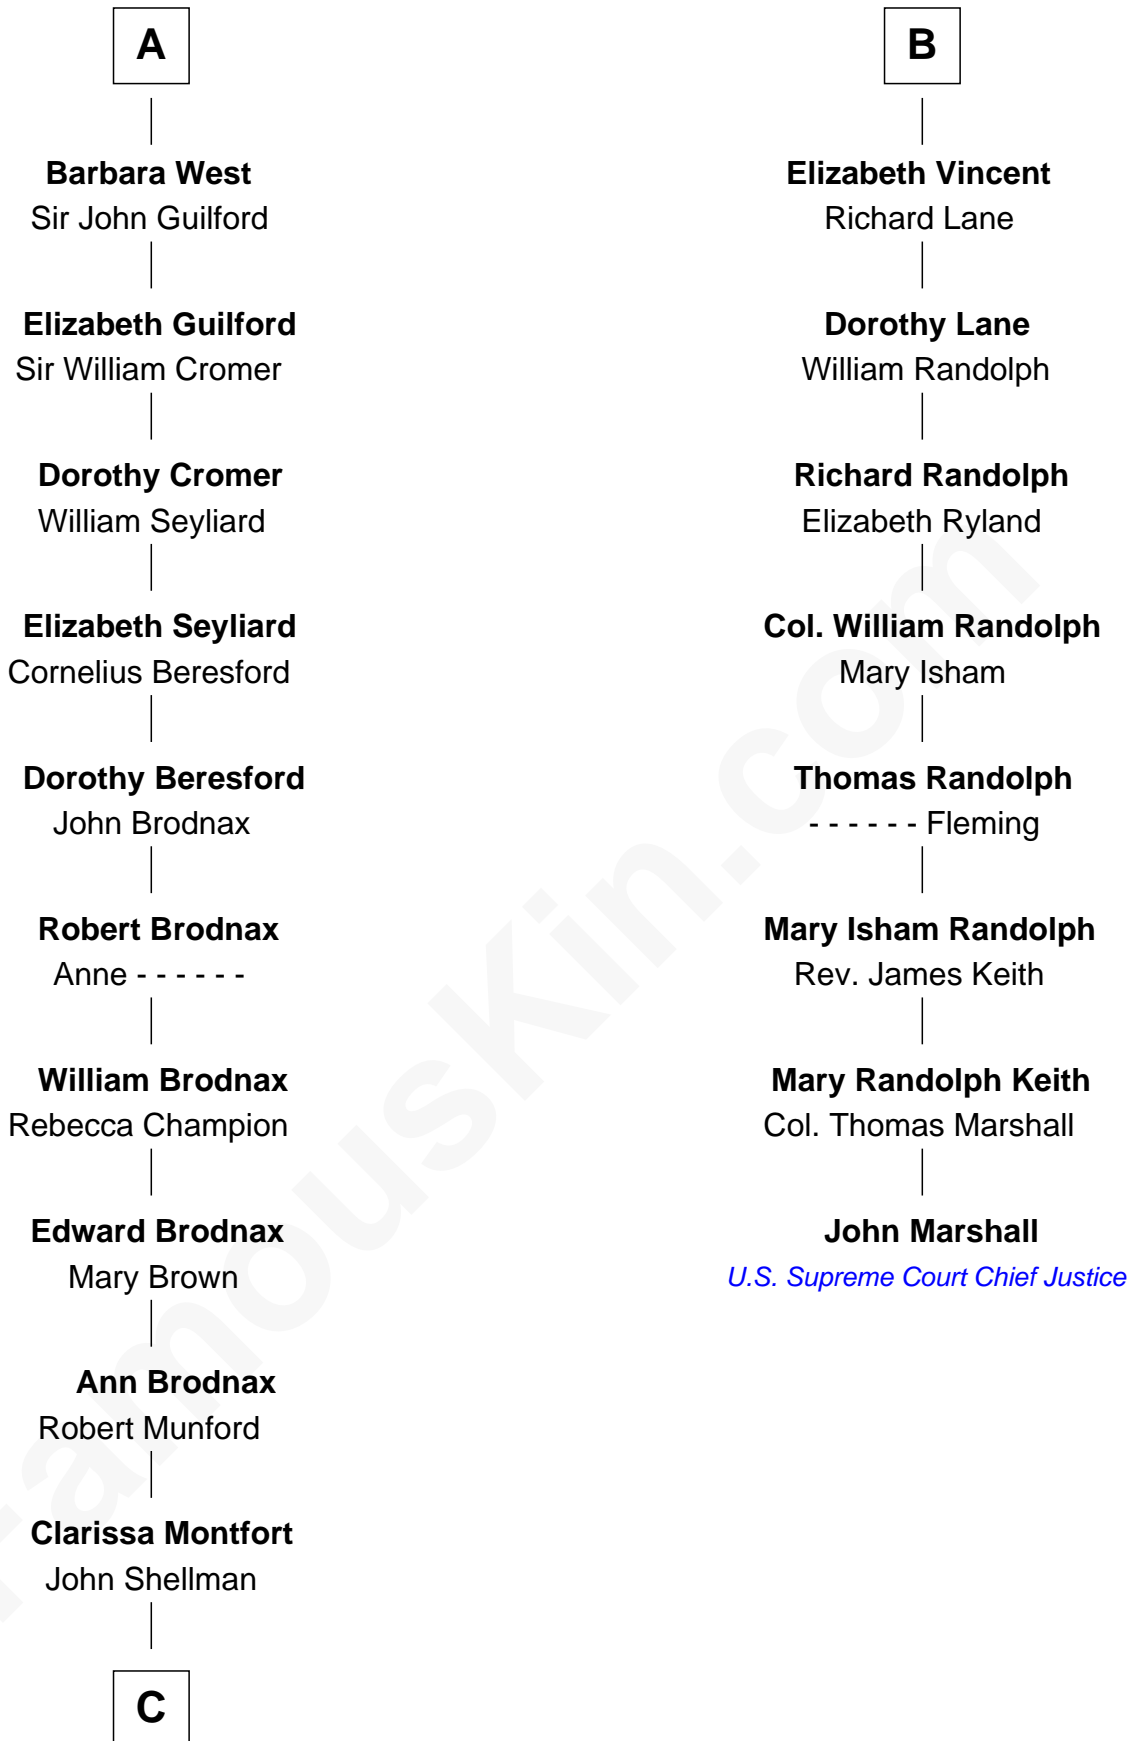 A
Barbara West
Sir John Guilford
Elizabeth Guilford
Sir William Cromer
Dorothy Cromer
William Seyliard
Elizabeth Seyliard
Cornelius Beresford
Dorothy Beresford
John Brodnax
Robert Brodnax
Anne - - - - - -
William Brodnax
Rebecca Champion
Edward Brodnax
Mary Brown
Ann Brodnax
Robert Munford
Clarissa Montfort
John Shellman
C
B
Elizabeth Vincent
Richard Lane
Dorothy Lane
William Randolph
Richard Randolph
Elizabeth Ryland
Col. William Randolph
Mary Isham
Thomas Randolph
- - - - - - Fleming
Mary Isham Randolph
Rev. James Keith
Mary Randolph Keith
Col. Thomas Marshall
John Marshall
U.S. Supreme Court Chief Justice
FamousKin.com